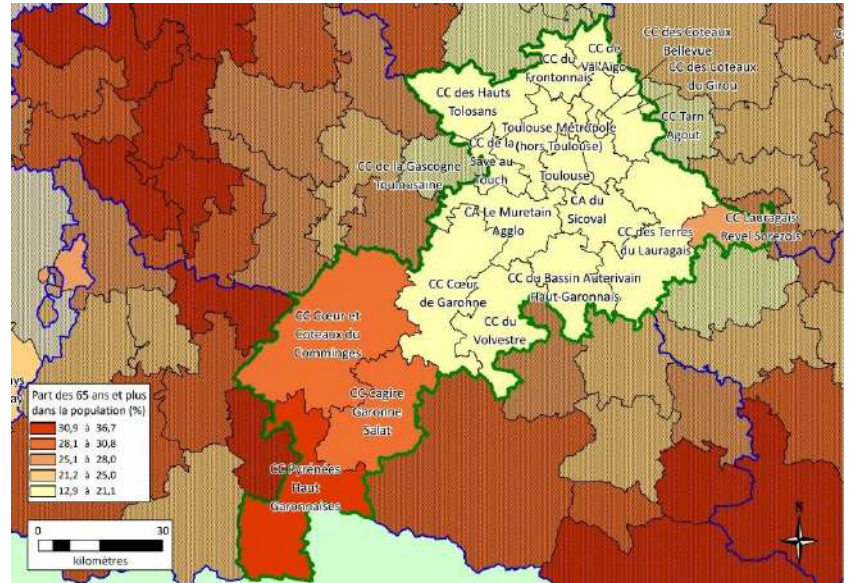 CC des Coteaux
Bellevue
CC de
Val'Aïgo
CC du
Frontonnais
CC des Coteaux
du Girou
CC des Hauts
Tolosans
CC Tarn
Agout
Toulouse Métropole
(hors Toulouse)
CC de la
Save au
Touch
CC de la Gascogne
Toulousaine
Toulouse
CA du
Sicoval
CA Le Muretain
Agglo
CC Lauragais
Revel Sorezois
CC des Terres
du Lauragais
CC Cœur
de Garonne
CC du Bassin Auterivain
Haut-Garonnais
CC Cœur et
Coteaux du
Comminges
CC du
Volvestre
CC Cagire
Garonne
Salat
CC Pyrénées
Haut
Garonnaises
Part des 65 ans et plus
dans la population (%)
30,9 à 36,7
28,1 à 30,8
25,1 à 28,0
21,2 à 25,0
12,9 à 21,1
0 30
kilomètres
N